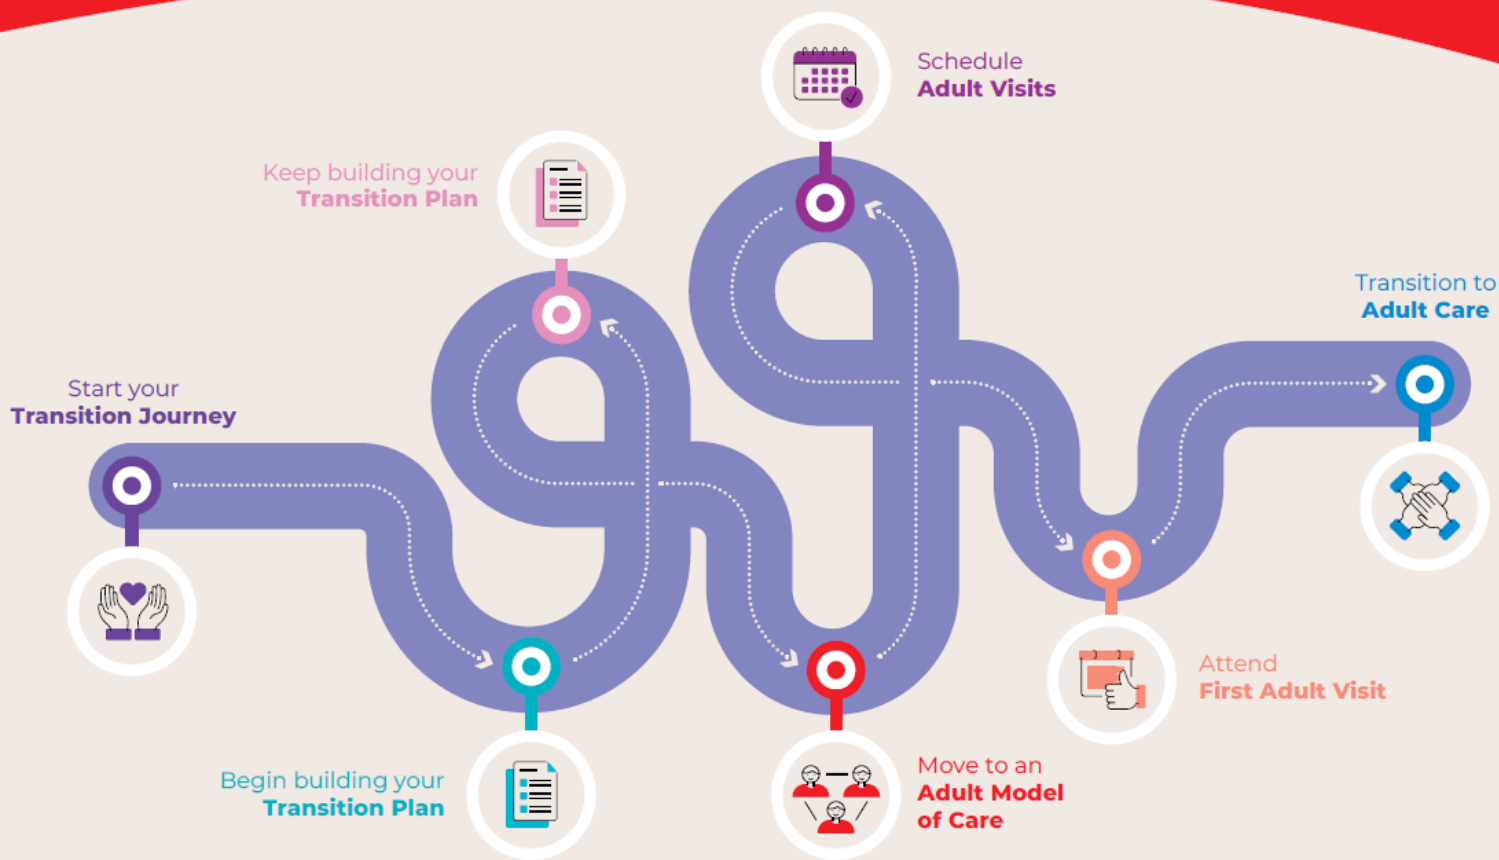 Start your
Transition Journey
Begin building your
Transition Plan
Keep building your
Transition Plan
Move to an
Adult Model
of Care
Schedule
Adult Visits
Attend
First Adult Visit
Transition to
Adult Care